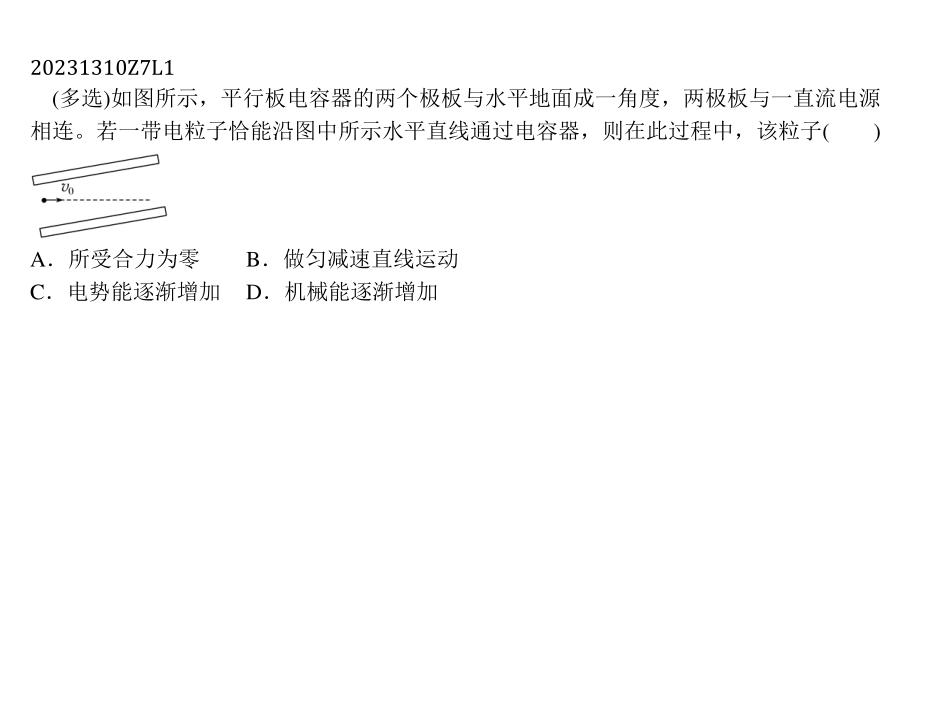 20231310Z7L1
(多选)如图所示，平行板电容器的两个极板与水平地面成一角度，两极板与一直流电源
相连。若一带电粒子恰能沿图中所示水平直线通过电容器，则在此过程中，该粒子(　　)
v0
A．所受合力为零　　B．做匀减速直线运动
C．电势能逐渐增加　D．机械能逐渐增加